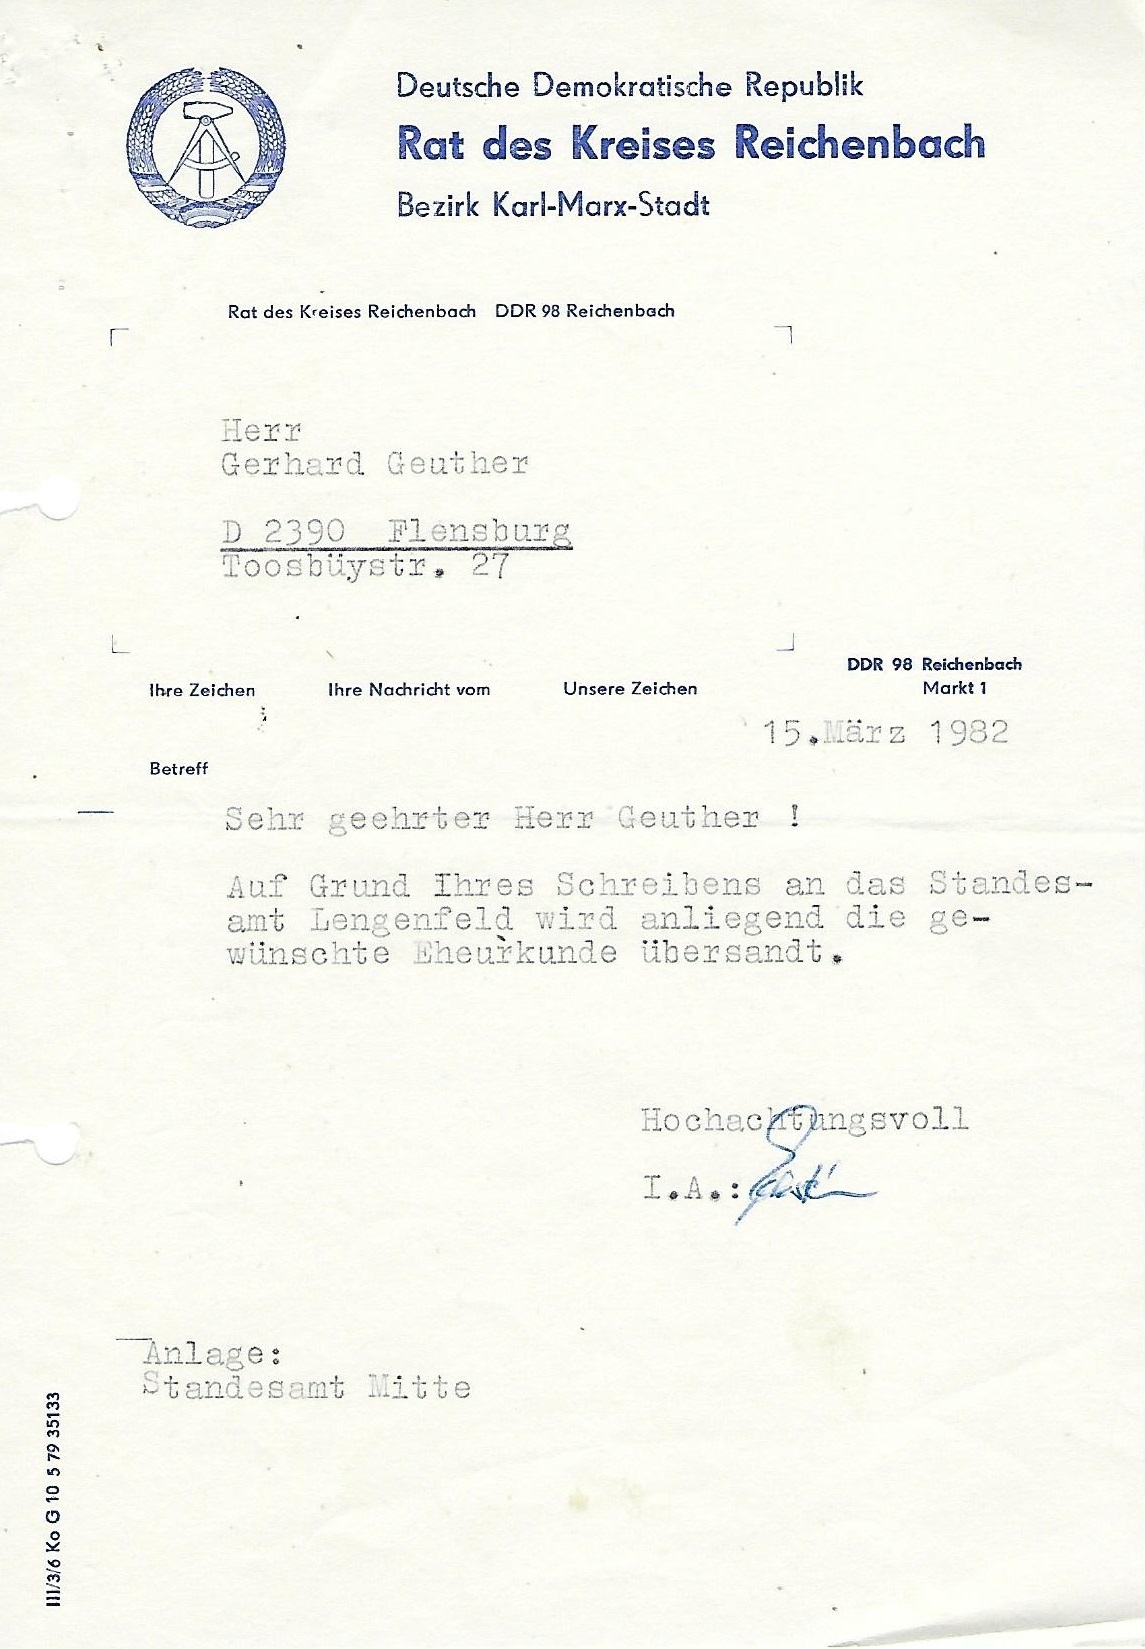 Deutsche Demokratische Republik
Rat des Kreises Reichenbach
Bezirk Karl-Marx-Stadt
Rat des Kreises Reichenbach DDR 98 Reichenbach
Herr
Gerhard Geuther
D 2390 Flensburg
Toosbüystr. 27
DDR 98 Reichenbach
Markt 1
Ihre Zeichen Ihre Nachricht vom Unsere Zeichen
15.März 1982
Betreff
Sehr geehrter Herr Geuther !
Auf Grund Ihres Schreibens an das Standes-
amt Lengenfeld wird anliegend die ge-
wünschte Eheurkunde übersandt.
Hochachtungsvoll
I.A.:
Anlage:
Standesamt Mitte
III/3/6 Ko G 10 5 79 35133